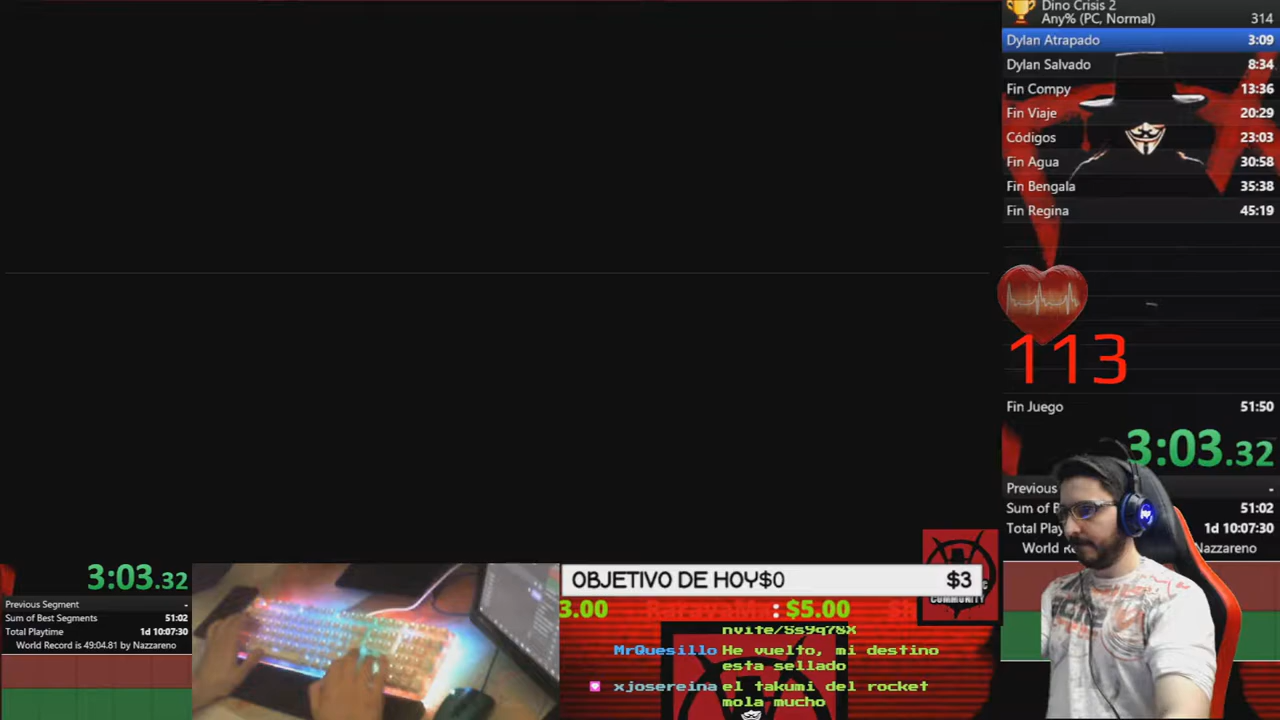 Dino Crisis 2
Any% (PC, Normal) 314
Dylan Atrapado 3:09
Dylan Salvado 8:34
Fin Compy 13:36
Fin Viaje 20:29
Códigos 23:03
Fin Agua 30:58
Fin Bengala 35:38
Fin Regina 45:19
113
Fin Juego 51:50
3:03.32
Previous -
Sum of 51:02
Total 1d 10:07:30
World Nazzareno
3:03.32
Previous Segment -
Sum of Best Segments 51:02
Total Playtime 1d 10:07:30
World Record is 49:04.81 by Nazzareno
OBJETIVO DE HOY$0 $3
COMMUNITY
3.00 : $5.00
MrQuesillo He vuelto, mi destino
esta sellado
xjosereina el takumi del rocket
mola mucho